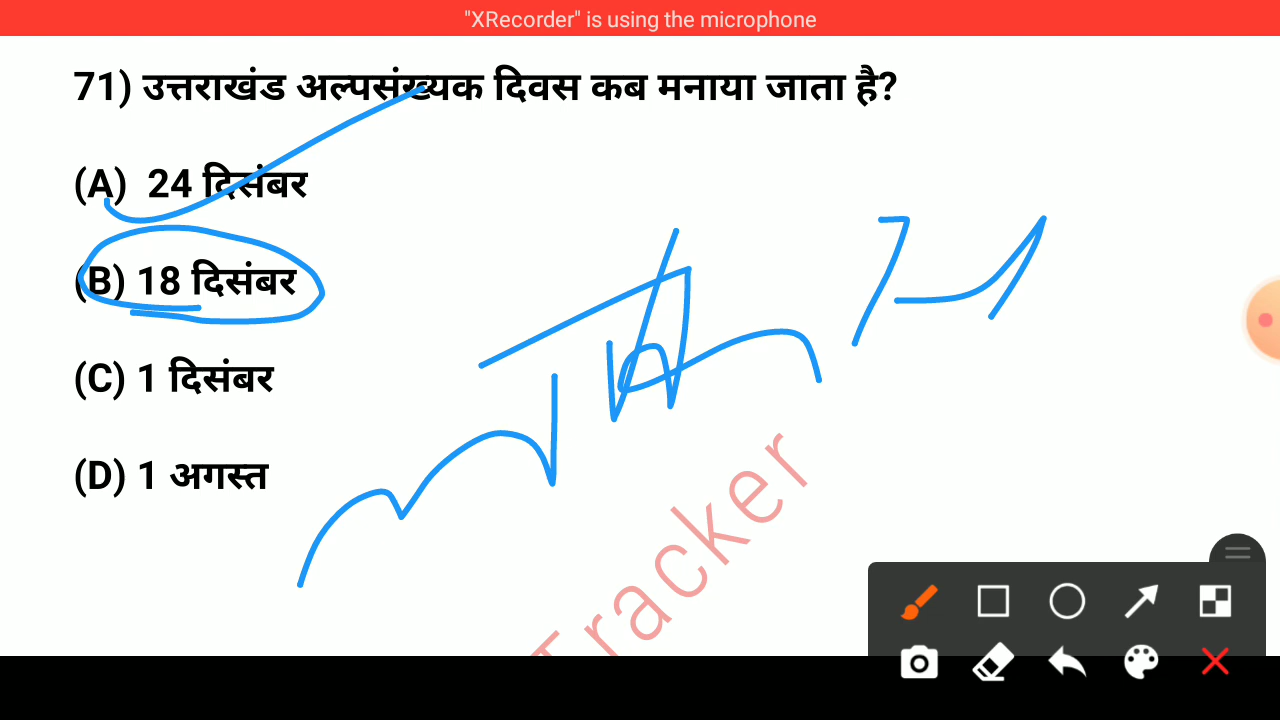 "XRecorder" is using the microphone
71) उत्तराखंड अल्पसंख्यक दिवस कब मनाया जाता है?
(A) 24 दिसंबर
(B) 18 दिसंबर
(C) 1 दिसंबर
(D) 1 अगस्त
Tracker